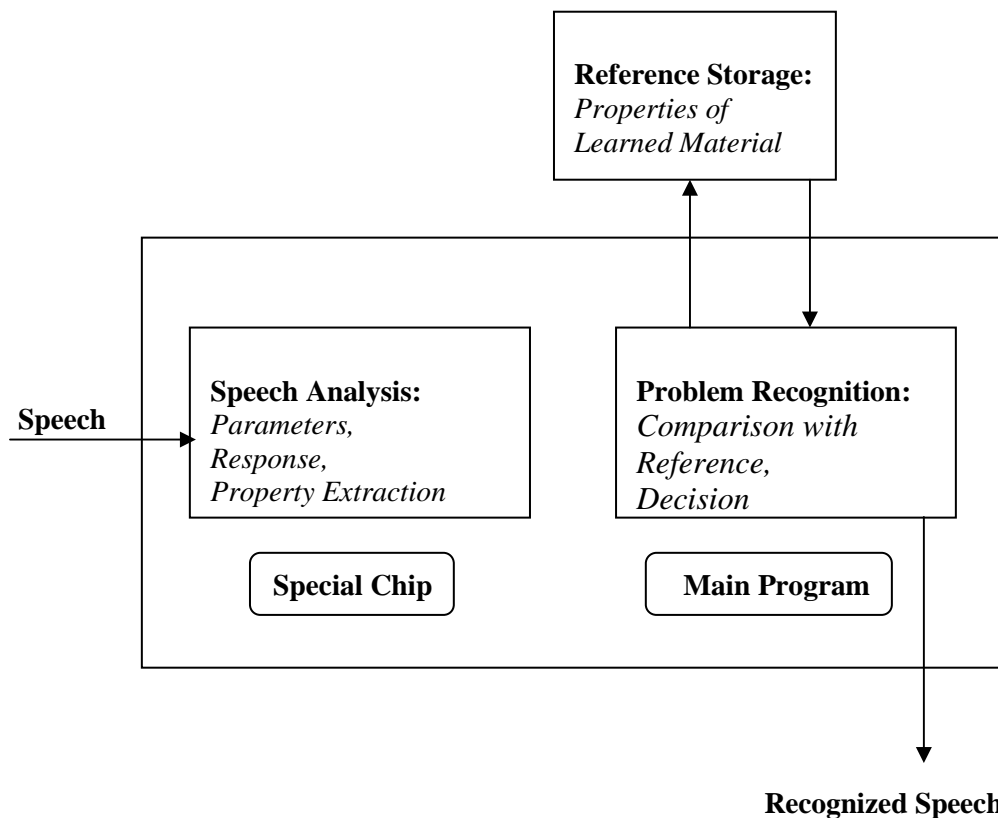 Reference Storage:
Properties of
Learned Material
Speech
Speech Analysis:
Parameters,
Response,
Property Extraction
Problem Recognition:
Comparison with
Reference,
Decision
Special Chip
Main Program
Recognized Speech